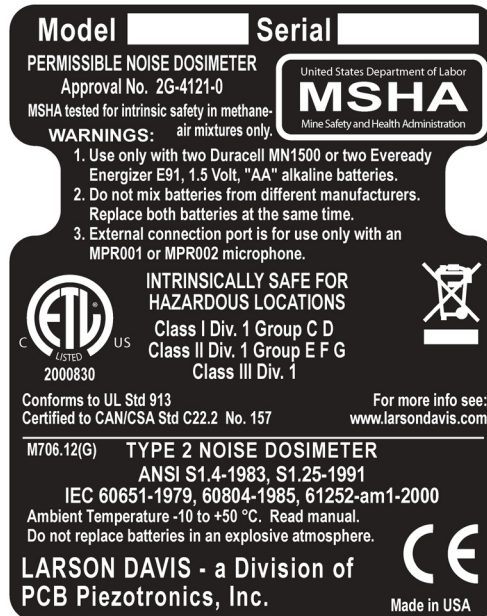 Model Serial
PERMISSIBLE NOISE DOSIMETER
Approval No. 2G-4121-0
MSHA tested for intrinsic safety in methane-
air mixtures only.
United States Department of Labor
MSHA
Mine Safety and Health Administration
WARNINGS:
1. Use only with two Duracell MN1500 or two Eveready
Energizer E91, 1.5 Volt, "AA" alkaline batteries.
2. Do not mix batteries from different manufacturers.
Replace both batteries at the same time.
3. External connection port is for use only with an
MPR001 or MPR002 microphone.
ETL
®
C US
LISTED
2000830
INTRINSICALLY SAFE FOR
HAZARDOUS LOCATIONS
Class I Div. 1 Group C D
Class II Div. 1 Group E F G
Class III Div. 1
Conforms to UL Std 913
Certified to CAN/CSA Std C22.2 No. 157
For more info see:
www.larsondavis.com
M706.12(G) TYPE 2 NOISE DOSIMETER
ANSI S1.4-1983, S1.25-1991
IEC 60651-1979, 60804-1985, 61252-am1-2000
Ambient Temperature -10 to +50 °C. Read manual.
Do not replace batteries in an explosive atmosphere.
LARSON DAVIS - a Division of
PCB Piezotronics, Inc.
CE
Made in USA